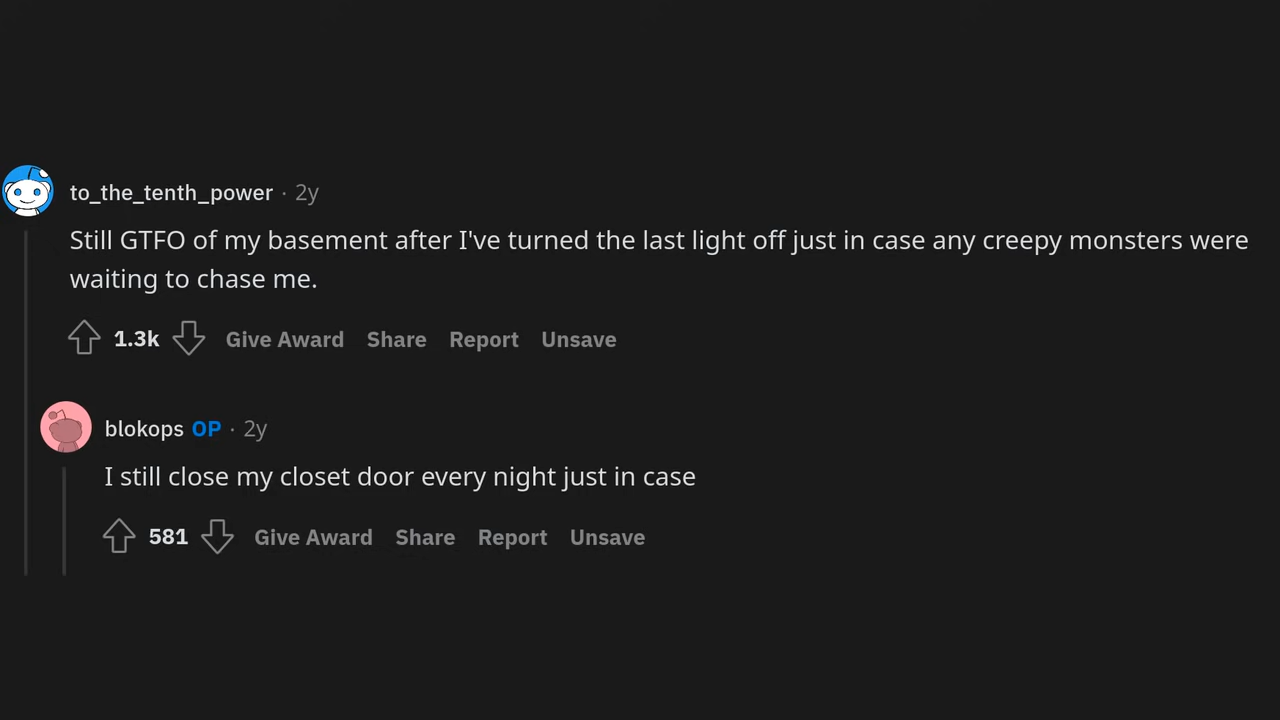 to_the_tenth_power · 2y
Still GTFO of my basement after I've turned the last light off just in case any creepy monsters were
waiting to chase me.
1.3k Give Award Share Report Unsave
blokops OP · 2y
I still close my closet door every night just in case
581 Give Award Share Report Unsave